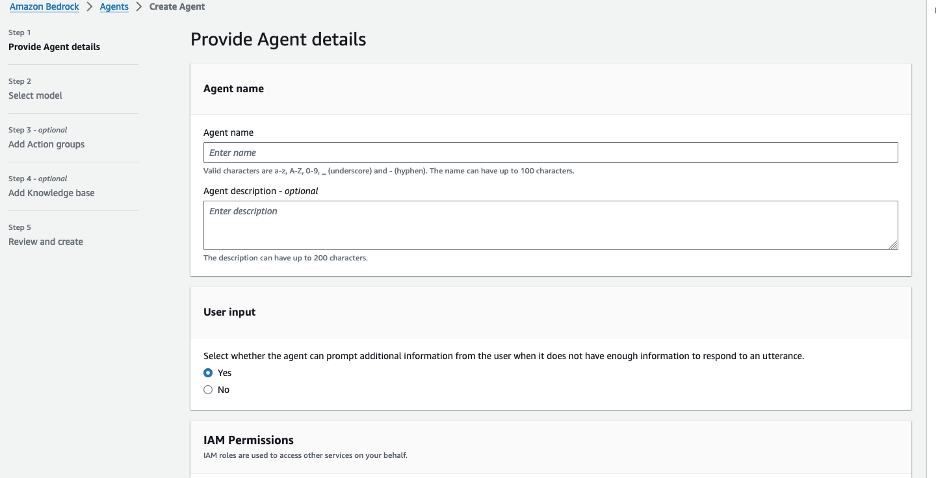 Amazon Bedrock > Agents > Create Agent
Step 1
Provide Agent details
Step 2
Select model
Step 3 - optional
Add Action groups
Step 4 - optional
Add Knowledge base
Step 5
Review and create
Provide Agent details
Agent name
Agent name
Enter name
Valid characters are a-z, A-Z, 0-9, _ (underscore) and - (hyphen). The name can have up to 100 characters.
Agent description - optional
Enter description
The description can have up to 200 characters.
User input
Select whether the agent can prompt additional information from the user when it does not have enough information to respond to an utterance.
Yes
No
IAM Permissions
IAM roles are used to access other services on your behalf.